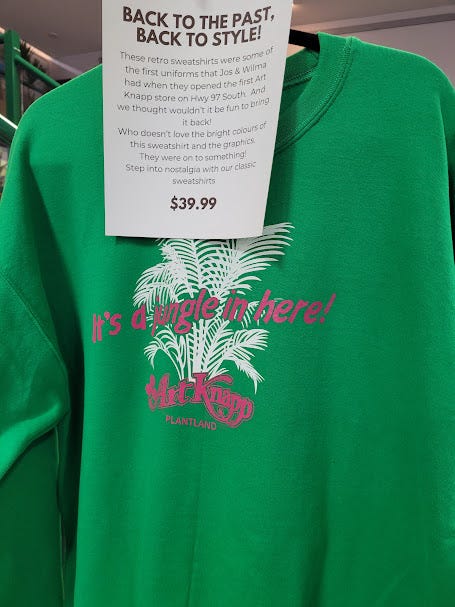 BACK TO THE PAST,
BACK TO STYLE!
These retro sweatshirts were some of
the first uniforms that Jos & Wilma
had when they opened the first Art
Knapp store on Hwy 97 South. And
we thought wouldn't it be fun to bring
it back!
Who doesn't love the bright colours of
this sweatshirt and the graphics.
They were on to something!
Step into nostalgia with our classic
sweatshirts
$39.99
It's a jungle in here!
Art Knapp
PLANTLAND